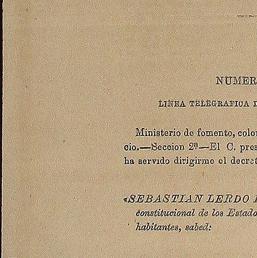 NUMER
LINEA TELEGRAFICA D
Ministerio de fomento, colo
cio.—Seccion 2ª—El C. pres
ha servido dirigirme el decret
«SEBASTIAN LERDO
constitucional de los Estado
habitantes, sabed: